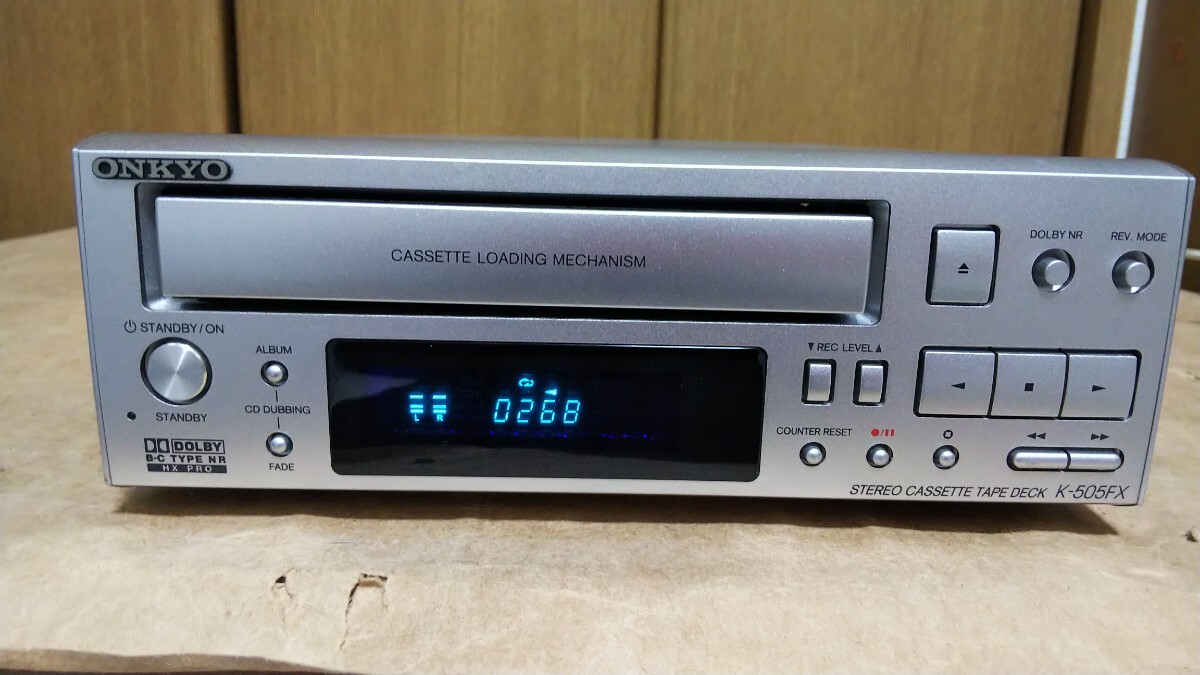 ONKYO
CASSETTE LOADING MECHANISM
DOLBY NR
REV. MODE
STANDBY/ON
STANDBY
ALBUM
CD DUBBING
FADE
DOLBY
B·C TYPE NR
HX PRO
L R
0268
REC LEVEL
COUNTER RESET
STEREO CASSETTE TAPE DECK K-505FX